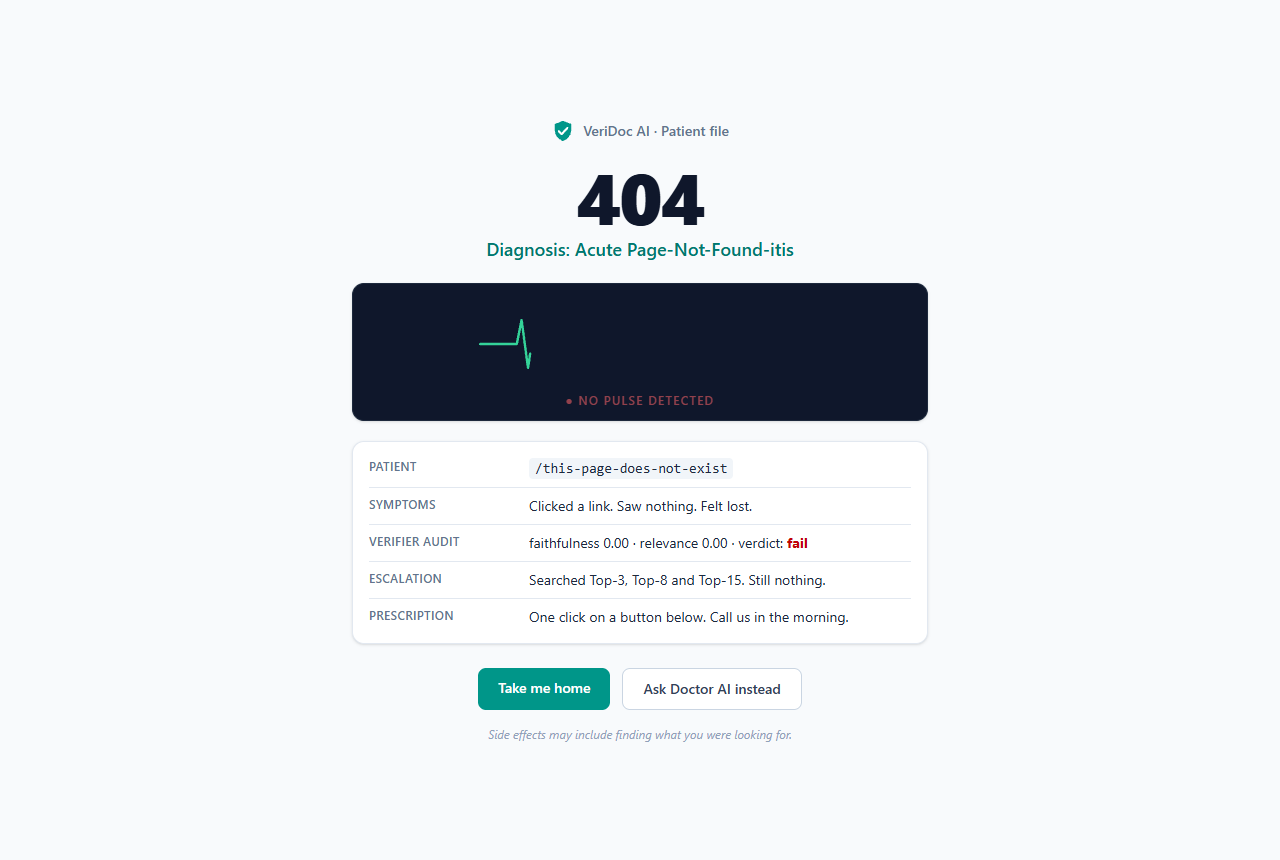 VeriDoc AI · Patient file
404
Diagnosis: Acute Page-Not-Found-itis
● NO PULSE DETECTED
PATIENT /this-page-does-not-exist
SYMPTOMS Clicked a link. Saw nothing. Felt lost.
VERIFIER AUDIT faithfulness 0.00 · relevance 0.00 · verdict: fail
ESCALATION Searched Top-3, Top-8 and Top-15. Still nothing.
PRESCRIPTION One click on a button below. Call us in the morning.
Take me home Ask Doctor AI instead
Side effects may include finding what you were looking for.